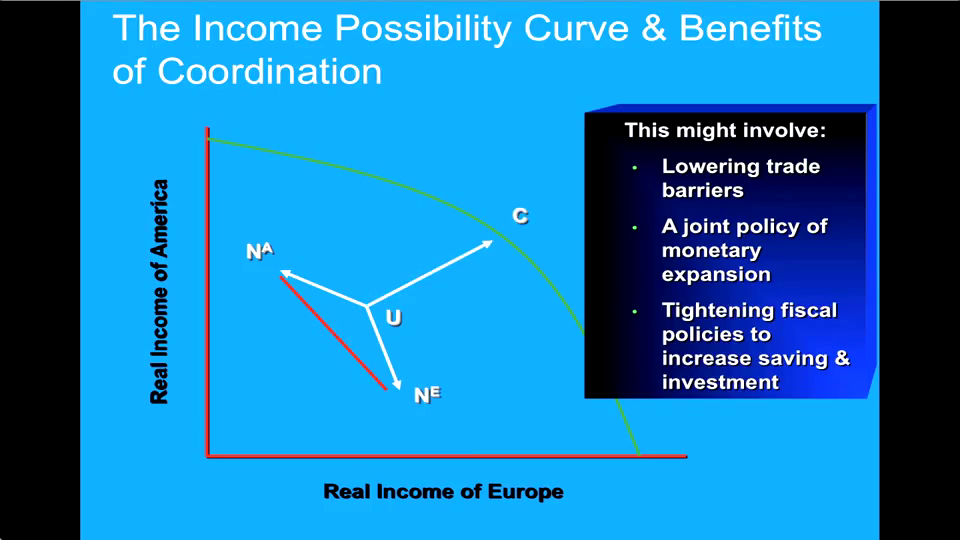 The Income Possibility Curve & Benefits
of Coordination
This might involve:
• Lowering trade
barriers
• A joint policy of
monetary
expansion
• Tightening fiscal
policies to
increase saving &
investment
Real Income of America
C
Nᴬ
U
Nᴱ
Real Income of Europe